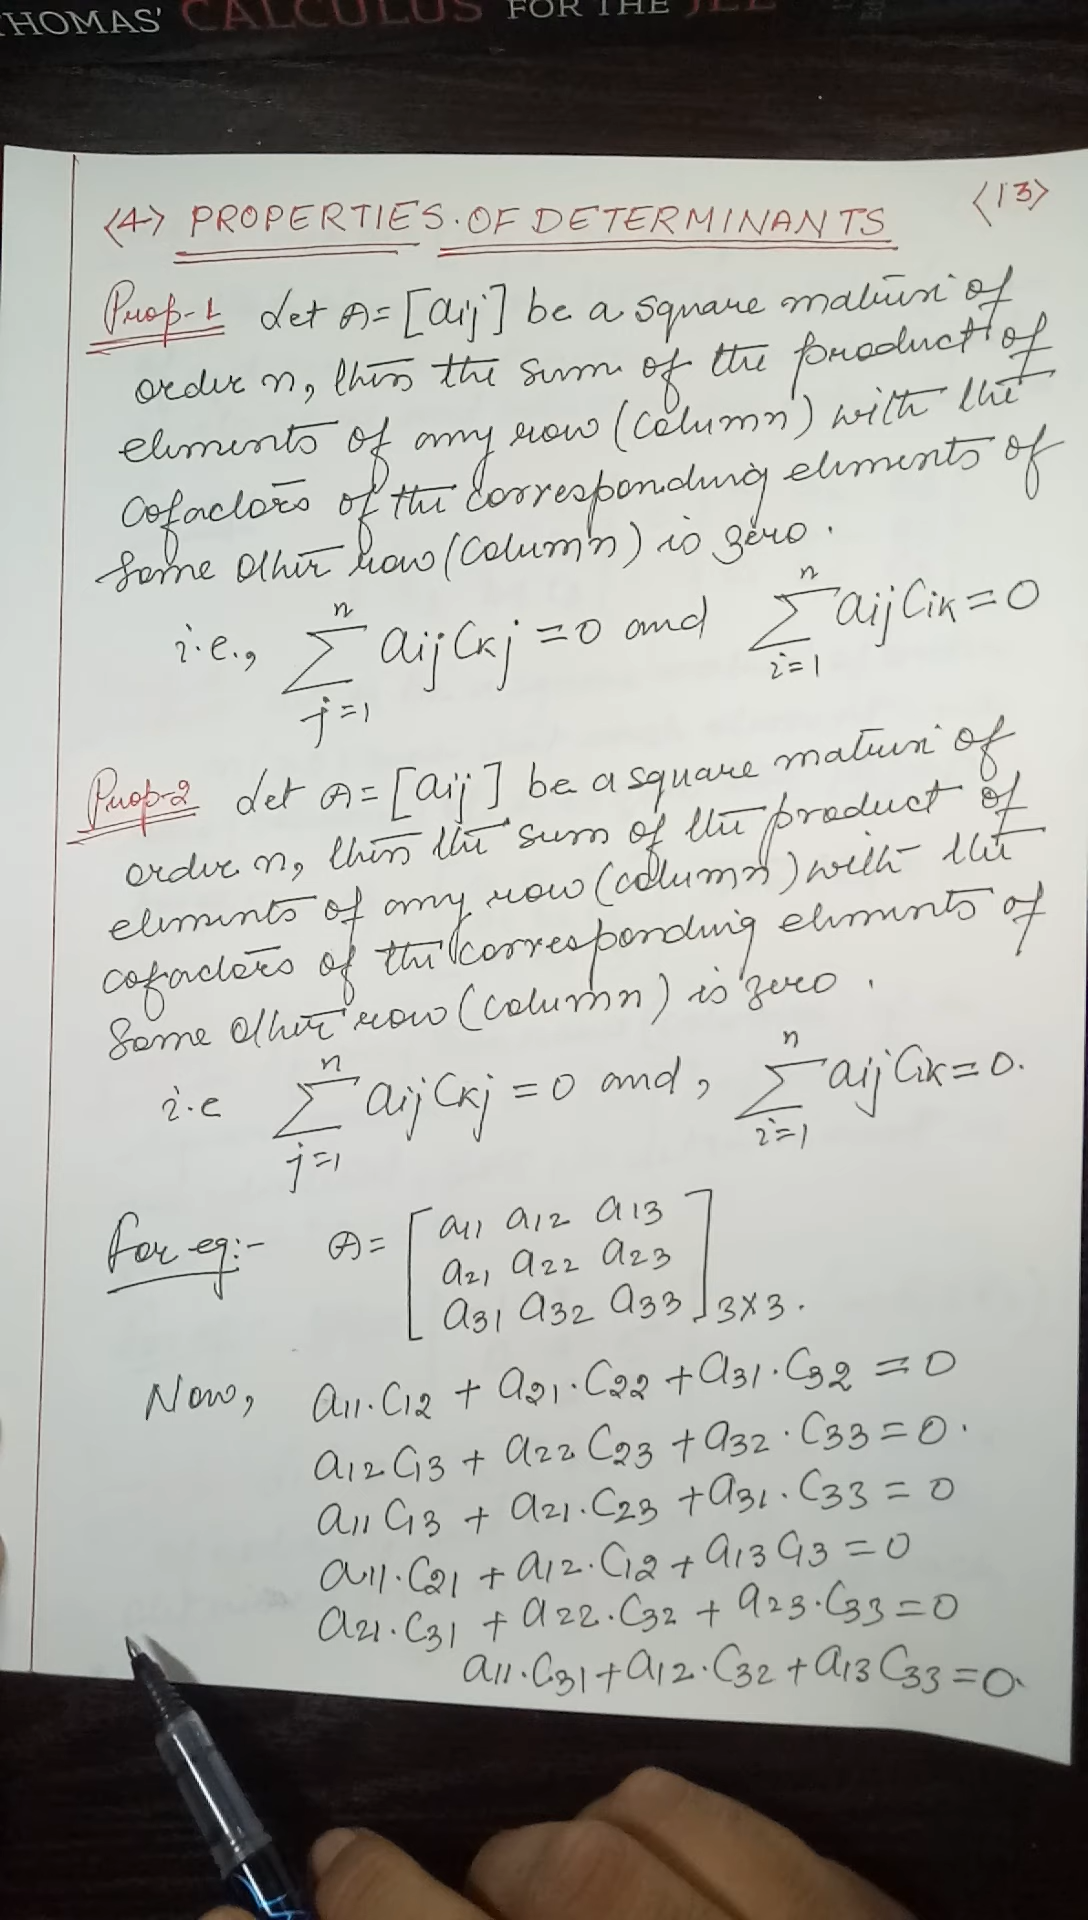 THOMAS' CALCULUS FOR THE JEE
<4> PROPERTIES OF DETERMINANTS
<13>
Prop-1 Let A = [aij] be a square matrix of
order n, then the sum of the product of
elements of any row (column) with the
cofactors of the corresponding elements of
some other row (column) is zero.
i.e., n∑j=1 aij Ckj = 0 and n∑i=1 aij Cik = 0
Prop-2 Let A = [aij] be a square matrix of
order n, then the sum of the product of
elements of any row (column) with the
cofactors of the corresponding elements of
Some other row (column) is zero.
i.e n∑j=1 aij Ckj = 0 and, n∑i=1 aij Cik = 0.
For eg:- A = [ a11 a12 a13
a21 a22 a23
a31 a32 a33 ]3×3.
Now, a11.C12 + a21.C22 + a31.C32 = 0
a12 C13 + a22 C23 + a32.C33 = 0.
a11 C13 + a21.C23 + a31.C33 = 0
a11.C21 + a12.C12 + a13 C13 = 0
a21.C31 + a22.C32 + a23.C33 = 0
a11.C31 + a12.C32 + a13 C33 = 0.